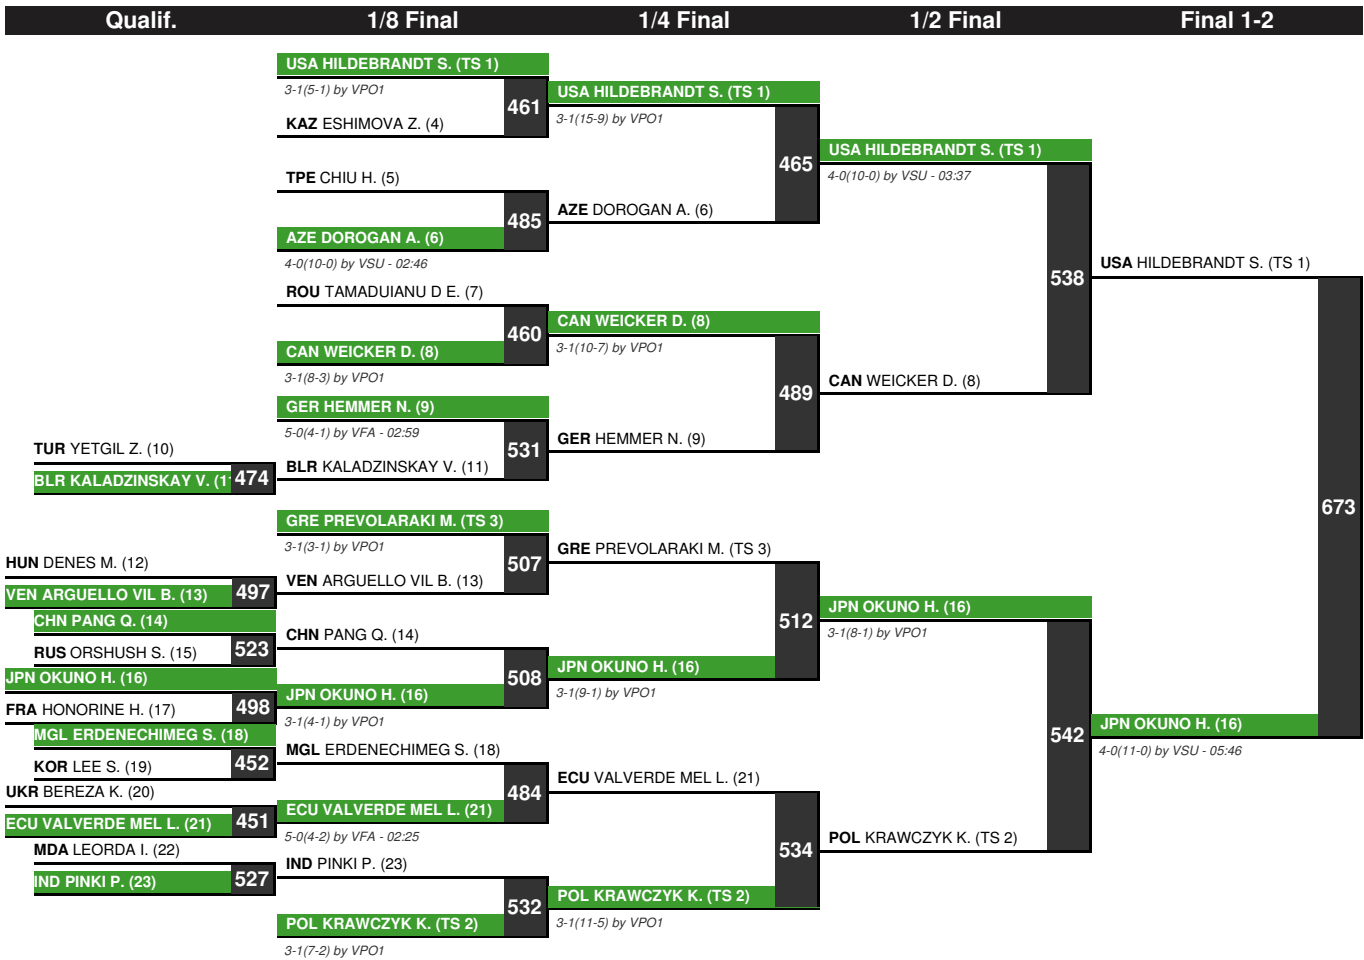 Qualif.
1/8 Final
1/4 Final
1/2 Final
Final 1-2
TUR YETGIL Z. (10)
BLR KALADZINSKAY V. (1
474
HUN DENES M. (12)
VEN ARGUELLO VIL B. (13)
497
CHN PANG Q. (14)
RUS ORSHUSH S. (15)
523
JPN OKUNO H. (16)
FRA HONORINE H. (17)
498
MGL ERDENECHIMEG S. (18)
KOR LEE S. (19)
452
UKR BEREZA K. (20)
ECU VALVERDE MEL L. (21)
451
MDA LEORDA I. (22)
IND PINKI P. (23)
527
USA HILDEBRANDT S. (TS 1)
3-1(5-1) by VPO1
KAZ ESHIMOVA Z. (4)
461
TPE CHIU H. (5)
AZE DOROGAN A. (6)
4-0(10-0) by VSU - 02:46
485
ROU TAMADUIANU D E. (7)
CAN WEICKER D. (8)
3-1(8-3) by VPO1
460
GER HEMMER N. (9)
5-0(4-1) by VFA - 02:59
BLR KALADZINSKAY V. (11)
531
GRE PREVOLARAKI M. (TS 3)
3-1(3-1) by VPO1
VEN ARGUELLO VIL B. (13)
507
CHN PANG Q. (14)
JPN OKUNO H. (16)
3-1(4-1) by VPO1
508
MGL ERDENECHIMEG S. (18)
ECU VALVERDE MEL L. (21)
5-0(4-2) by VFA - 02:25
484
IND PINKI P. (23)
POL KRAWCZYK K. (TS 2)
3-1(7-2) by VPO1
532
USA HILDEBRANDT S. (TS 1)
3-1(15-9) by VPO1
AZE DOROGAN A. (6)
465
CAN WEICKER D. (8)
3-1(10-7) by VPO1
GER HEMMER N. (9)
489
GRE PREVOLARAKI M. (TS 3)
JPN OKUNO H. (16)
3-1(9-1) by VPO1
512
ECU VALVERDE MEL L. (21)
POL KRAWCZYK K. (TS 2)
3-1(11-5) by VPO1
534
USA HILDEBRANDT S. (TS 1)
4-0(10-0) by VSU - 03:37
CAN WEICKER D. (8)
538
JPN OKUNO H. (16)
3-1(8-1) by VPO1
POL KRAWCZYK K. (TS 2)
542
USA HILDEBRANDT S. (TS 1)
JPN OKUNO H. (16)
4-0(11-0) by VSU - 05:46
673